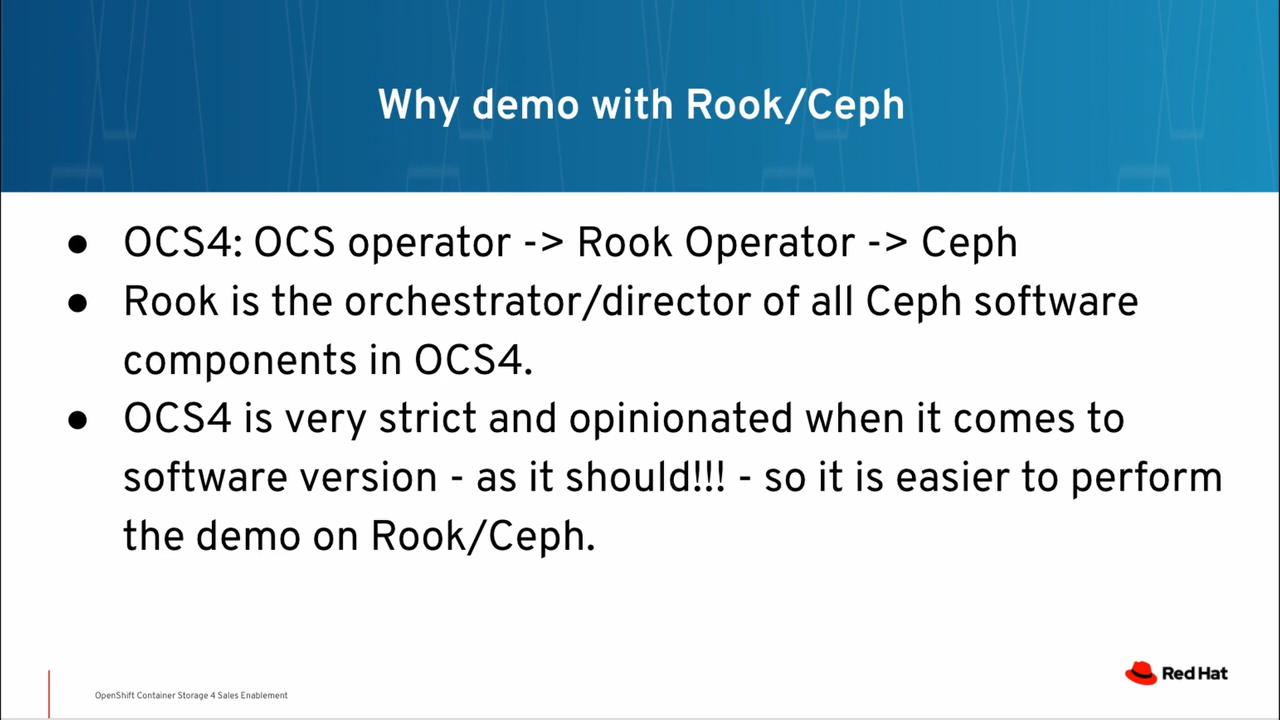 Why demo with Rook/Ceph
● OCS4: OCS operator -> Rook Operator -> Ceph
● Rook is the orchestrator/director of all Ceph software
components in OCS4.
● OCS4 is very strict and opinionated when it comes to
software version - as it should!!! - so it is easier to perform
the demo on Rook/Ceph.
OpenShift Container Storage 4 Sales Enablement
Red Hat